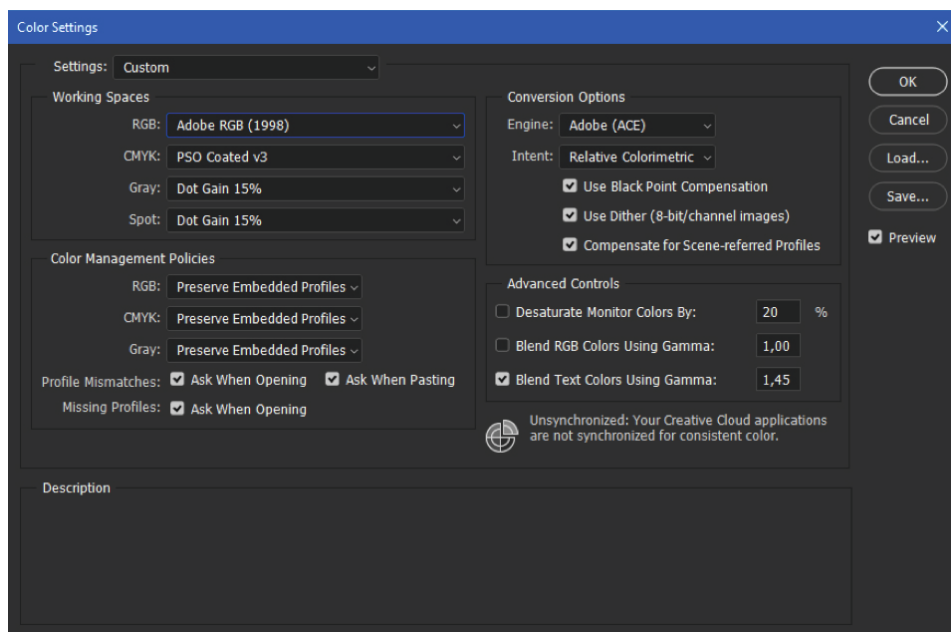 Color Settings
Settings: Custom
Working Spaces
RGB: Adobe RGB (1998)
CMYK: PSO Coated v3
Gray: Dot Gain 15%
Spot: Dot Gain 15%
Color Management Policies
RGB: Preserve Embedded Profiles
CMYK: Preserve Embedded Profiles
Gray: Preserve Embedded Profiles
Profile Mismatches: Ask When Opening Ask When Pasting
Missing Profiles: Ask When Opening
Conversion Options
Engine: Adobe (ACE)
Intent: Relative Colorimetric
Use Black Point Compensation
Use Dither (8-bit/channel images)
Compensate for Scene-referred Profiles
Advanced Controls
Desaturate Monitor Colors By: 20 %
Blend RGB Colors Using Gamma: 1,00
Blend Text Colors Using Gamma: 1,45
Unsynchronized: Your Creative Cloud applications
are not synchronized for consistent color.
OK
Cancel
Load...
Save...
Preview
Description